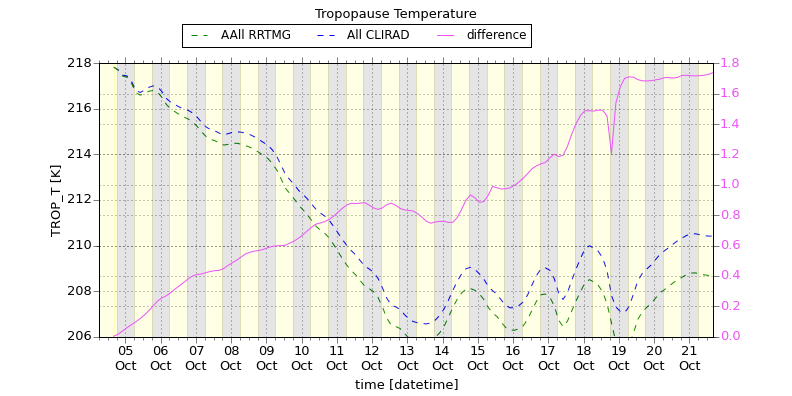 Tropopause Temperature
AAll RRTMG All CLIRAD difference
218 1.8
1.6
216
1.4
214 1.2
212 1.0
0.8
210 0.6
0.4
208
0.2
206 0.0
TROP_T [K]
05 06 07 08 09 10 11 12 13 14 15 16 17 18 19 20 21
Oct Oct Oct Oct Oct Oct Oct Oct Oct Oct Oct Oct Oct Oct Oct Oct Oct
time [datetime]